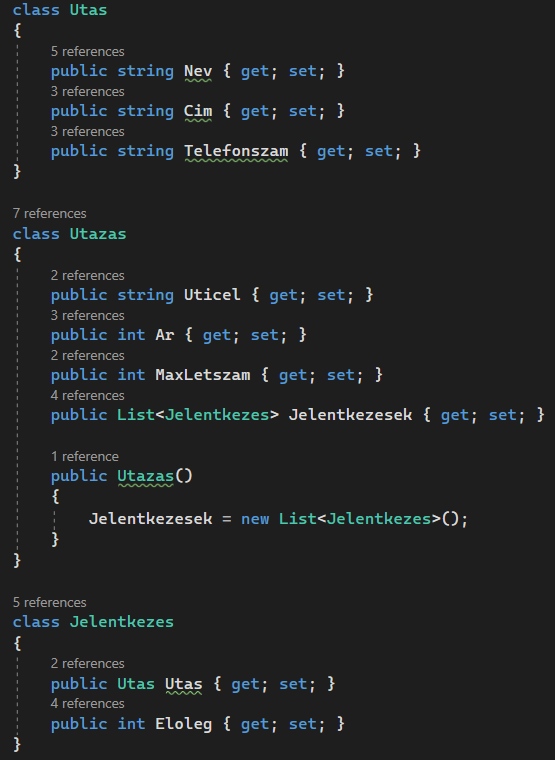 class Utas
{
5 references
public string Nev { get; set; }
3 references
public string Cim { get; set; }
3 references
public string Telefonszam { get; set; }
}
7 references
class Utazas
{
2 references
public string Uticel { get; set; }
3 references
public int Ar { get; set; }
2 references
public int MaxLetszam { get; set; }
4 references
public List<Jelentkezes> Jelentkezesek { get; set; }
1 reference
public Utazas()
{
Jelentkezesek = new List<Jelentkezes>();
}
}
5 references
class Jelentkezes
{
2 references
public Utas Utas { get; set; }
4 references
public int Eloleg { get; set; }
}